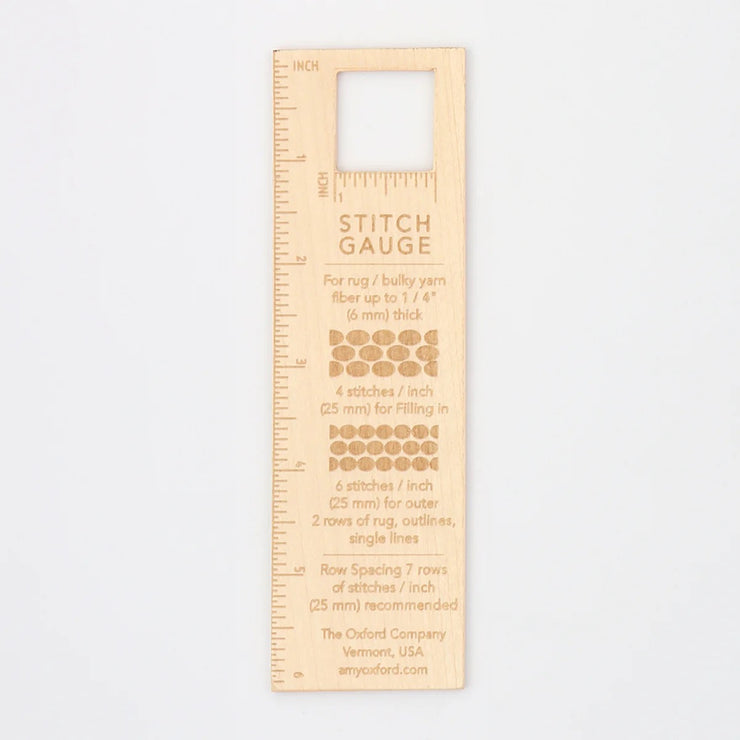 INCH
1
INCH
1
STITCH
GAUGE
2
For rug / bulky yarn
fiber up to 1 / 4"
(6 mm) thick
3
4 stitches / inch
(25 mm) for Filling in
4
6 stitches / inch
(25 mm) for outer
2 rows of rug, outlines,
single lines
5
Row Spacing 7 rows
of stitches / inch
(25 mm) recommended
The Oxford Company
Vermont, USA
amyoxford.com
6